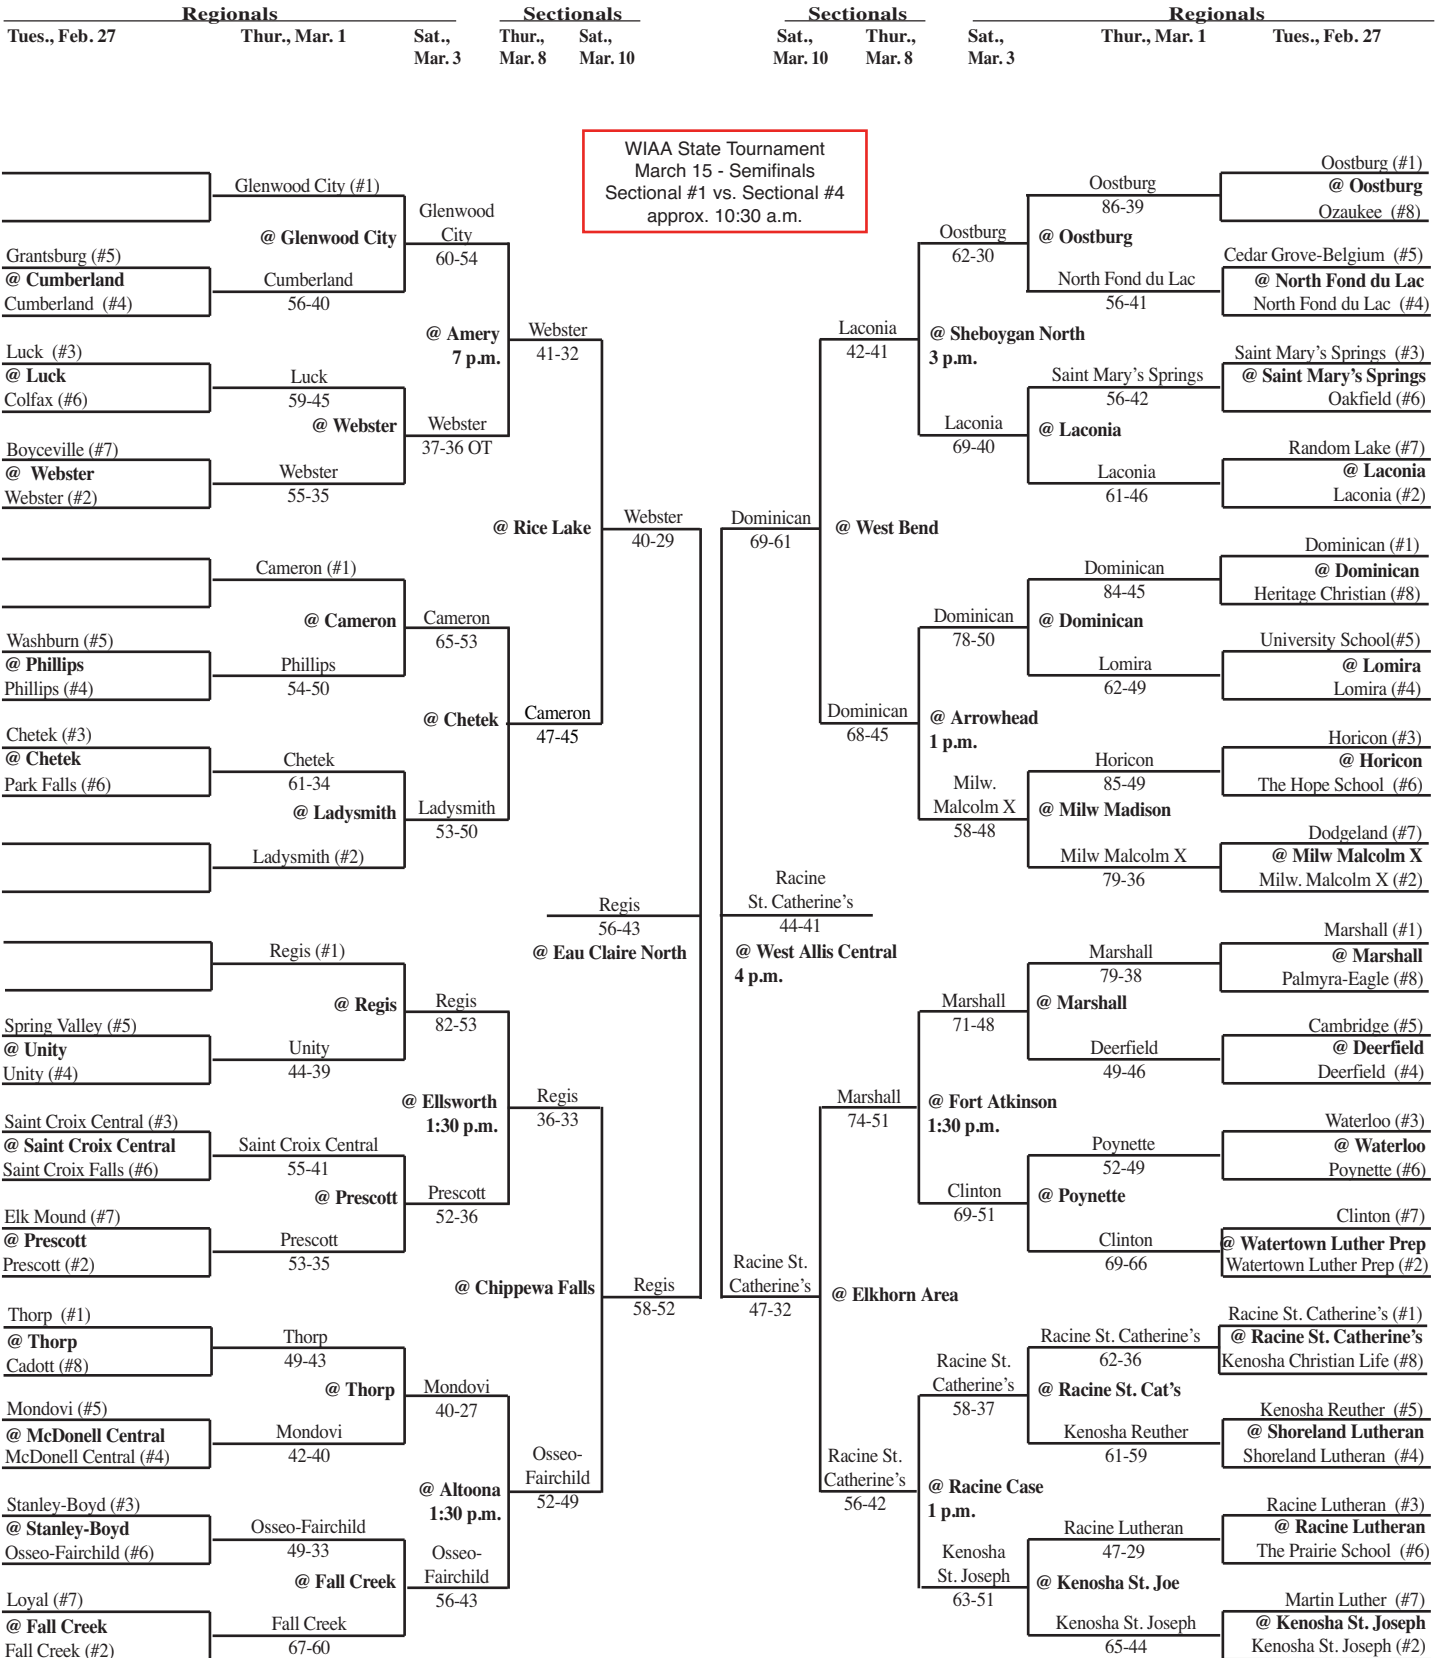 Regionals
Sectionals
Sectionals
Regionals
Tues., Feb. 27
Thur., Mar. 1
Sat.,
Mar. 3
Thur.,
Mar. 8
Sat.,
Mar. 10
Sat.,
Mar. 10
Thur.,
Mar. 8
Sat.,
Mar. 3
Thur., Mar. 1
Tues., Feb. 27
WIAA State Tournament
March 15 - Semifinals
Sectional #1 vs. Sectional #4
approx. 10:30 a.m.
Grantsburg (#5)
@ Cumberland
Cumberland (#4)
Luck (#3)
@ Luck
Colfax (#6)
Boyceville (#7)
@ Webster
Webster (#2)
Washburn (#5)
@ Phillips
Phillips (#4)
Chetek (#3)
@ Chetek
Park Falls (#6)
Spring Valley (#5)
@ Unity
Unity (#4)
Saint Croix Central (#3)
@ Saint Croix Central
Saint Croix Falls (#6)
Elk Mound (#7)
@ Prescott
Prescott (#2)
Thorp (#1)
@ Thorp
Cadott (#8)
Mondovi (#5)
@ McDonell Central
McDonell Central (#4)
Stanley-Boyd (#3)
@ Stanley-Boyd
Osseo-Fairchild (#6)
Loyal (#7)
@ Fall Creek
Fall Creek (#2)
Glenwood City (#1)
@ Glenwood City
Cumberland
56-40
Luck
59-45
@ Webster
Webster
55-35
Cameron (#1)
@ Cameron
Phillips
54-50
Chetek
61-34
@ Ladysmith
Ladysmith (#2)
Regis (#1)
@ Regis
Unity
44-39
Saint Croix Central
55-41
@ Prescott
Prescott
53-35
Thorp
49-43
@ Thorp
Mondovi
42-40
Osseo-Fairchild
49-33
@ Fall Creek
Fall Creek
67-60
Glenwood
City
60-54
@ Amery
7 p.m.
Webster
37-36 OT
Cameron
65-53
@ Chetek
Ladysmith
53-50
Regis
82-53
@ Ellsworth
1:30 p.m.
Prescott
52-36
Mondovi
40-27
@ Altoona
1:30 p.m.
Osseo-
Fairchild
56-43
Webster
41-32
@ Rice Lake
Cameron
47-45
Regis
36-33
@ Chippewa Falls
Osseo-
Fairchild
52-49
Webster
40-29
Regis
56-43
@ Eau Claire North
Regis
58-52
Dominican
69-61
Racine
St. Catherine's
44-41
@ West Allis Central
4 p.m.
Racine St.
Catherine's
47-32
Laconia
42-41
@ West Bend
Dominican
68-45
Marshall
74-51
@ Elkhorn Area
Racine St.
Catherine's
56-42
Oostburg
62-30
@ Sheboygan North
3 p.m.
Laconia
69-40
Dominican
78-50
@ Arrowhead
1 p.m.
Milw.
Malcolm X
58-48
Marshall
71-48
@ Fort Atkinson
1:30 p.m.
Clinton
69-51
Racine St.
Catherine's
58-37
@ Racine Case
1 p.m.
Kenosha
St. Joseph
63-51
Oostburg
86-39
@ Oostburg
North Fond du Lac
56-41
Saint Mary's Springs
56-42
@ Laconia
Laconia
61-46
Dominican
84-45
@ Dominican
Lomira
62-49
Horicon
85-49
@ Milw Madison
Milw Malcolm X
79-36
Marshall
79-38
@ Marshall
Deerfield
49-46
Poynette
52-49
@ Poynette
Clinton
69-66
Racine St. Catherine's
62-36
@ Racine St. Cat's
Kenosha Reuther
61-59
Racine Lutheran
47-29
@ Kenosha St. Joe
Kenosha St. Joseph
65-44
Oostburg (#1)
@ Oostburg
Ozaukee (#8)
Cedar Grove-Belgium (#5)
@ North Fond du Lac
North Fond du Lac (#4)
Saint Mary's Springs (#3)
@ Saint Mary's Springs
Oakfield (#6)
Random Lake (#7)
@ Laconia
Laconia (#2)
Dominican (#1)
@ Dominican
Heritage Christian (#8)
University School(#5)
@ Lomira
Lomira (#4)
Horicon (#3)
@ Horicon
The Hope School (#6)
Dodgeland (#7)
@ Milw Malcolm X
Milw. Malcolm X (#2)
Marshall (#1)
@ Marshall
Palmyra-Eagle (#8)
Cambridge (#5)
@ Deerfield
Deerfield (#4)
Waterloo (#3)
@ Waterloo
Poynette (#6)
Clinton (#7)
@ Watertown Luther Prep
Watertown Luther Prep (#2)
Racine St. Catherine's (#1)
@ Racine St. Catherine's
Kenosha Christian Life (#8)
Kenosha Reuther (#5)
@ Shoreland Lutheran
Shoreland Lutheran (#4)
Racine Lutheran (#3)
@ Racine Lutheran
The Prairie School (#6)
Martin Luther (#7)
@ Kenosha St. Joseph
Kenosha St. Joseph (#2)